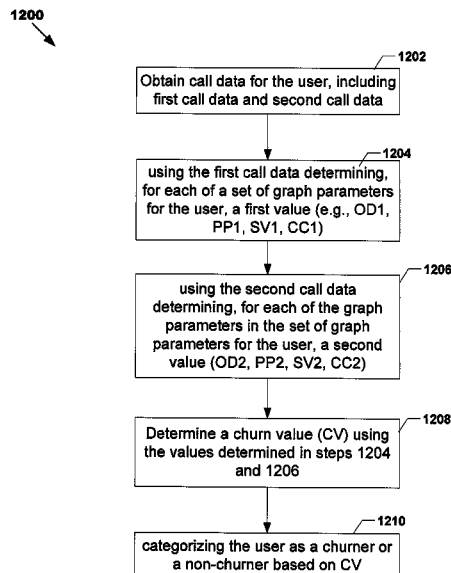 1200
1202
Obtain call data for the user, including
first call data and second call data
1204
using the first call data determining,
for each of a set of graph parameters
for the user, a first value (e.g., OD1,
PP1, SV1, CC1)
1206
using the second call data
determining, for each of the graph
parameters in the set of graph
parameters for the user, a second
value (OD2, PP2, SV2, CC2)
1208
Determine a churn value (CV) using
the values determined in steps 1204
and 1206
1210
categorizing the user as a churner or
a non-churner based on CV